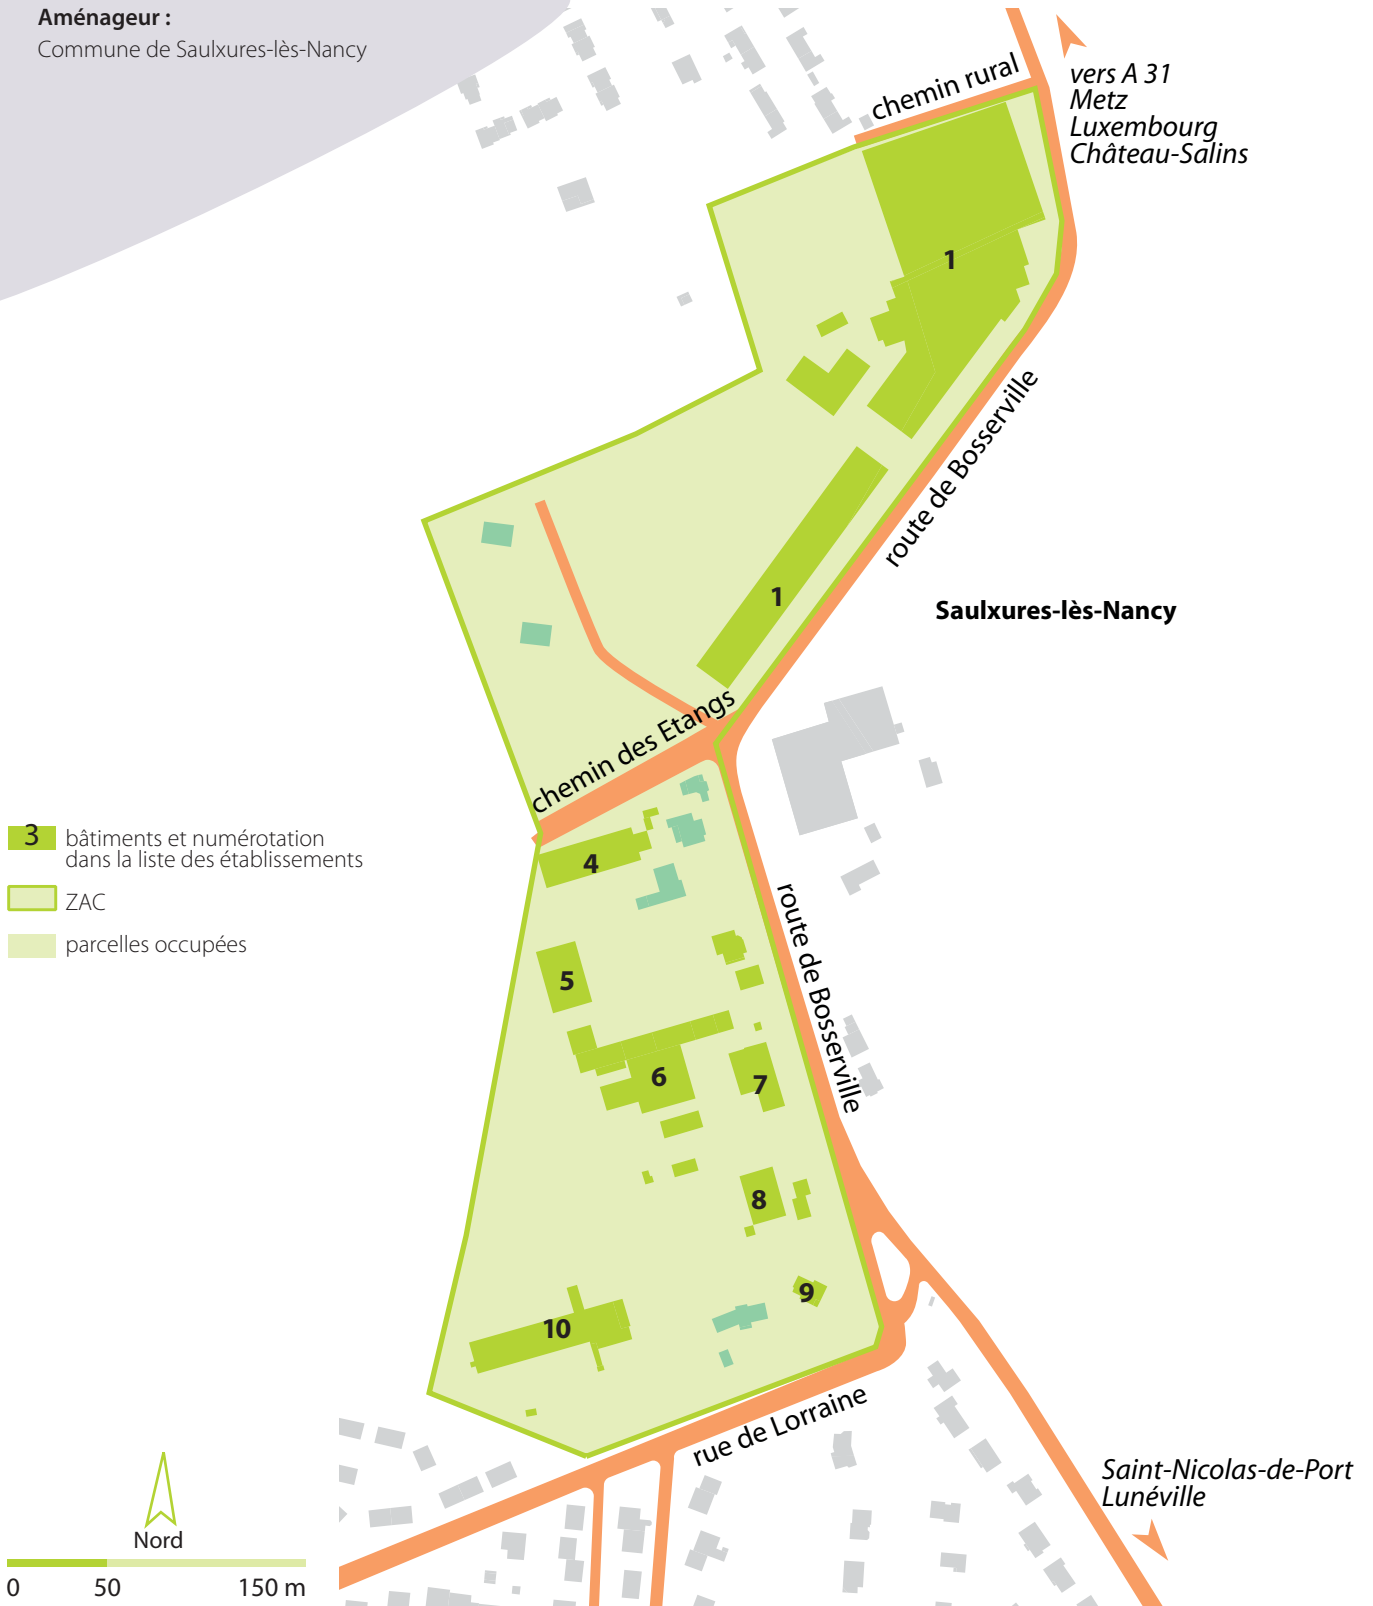 Aménageur :
Commune de Saulxures-lès-Nancy
chemin rural
vers A 31
Metz
Luxembourg
Château-Salins
1
route de Bosserville
1
Saulxures-lès-Nancy
chemin des Etangs
3 bâtiments et numérotation
dans la liste des établissements
ZAC
parcelles occupées
4
5
route de Bosserville
6
7
8
9
10
rue de Lorraine
Saint-Nicolas-de-Port
Lunéville
Nord
0 50 150 m